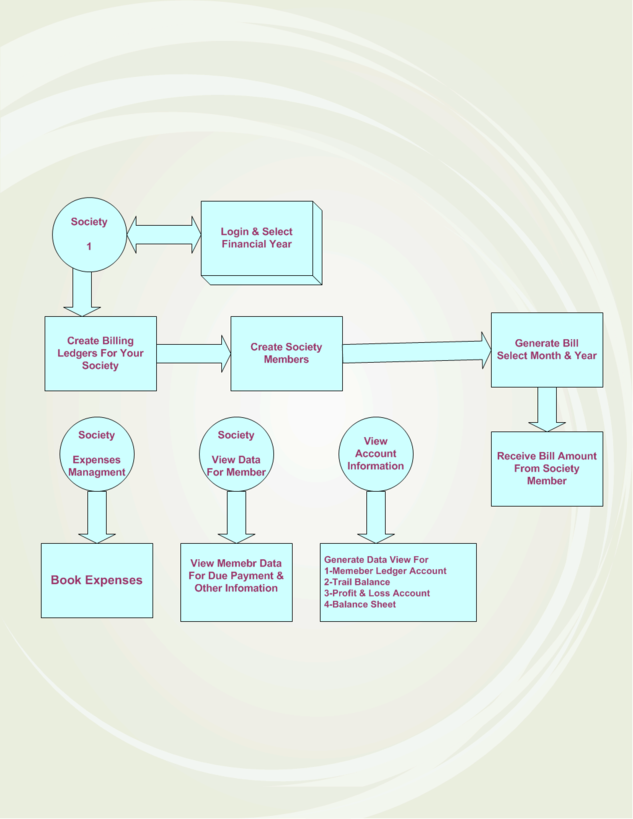 Society
1
Login & Select
Financial Year
Create Billing
Ledgers For Your
Society
Create Society
Members
Generate Bill
Select Month & Year
Receive Bill Amount
From Society
Member
Society
Expenses
Managment
Society
View Data
For Member
View
Account
Information
Book Expenses
View Memebr Data
For Due Payment &
Other Infomation
Generate Data View For
1-Memeber Ledger Account
2-Trail Balance
3-Profit & Loss Account
4-Balance Sheet